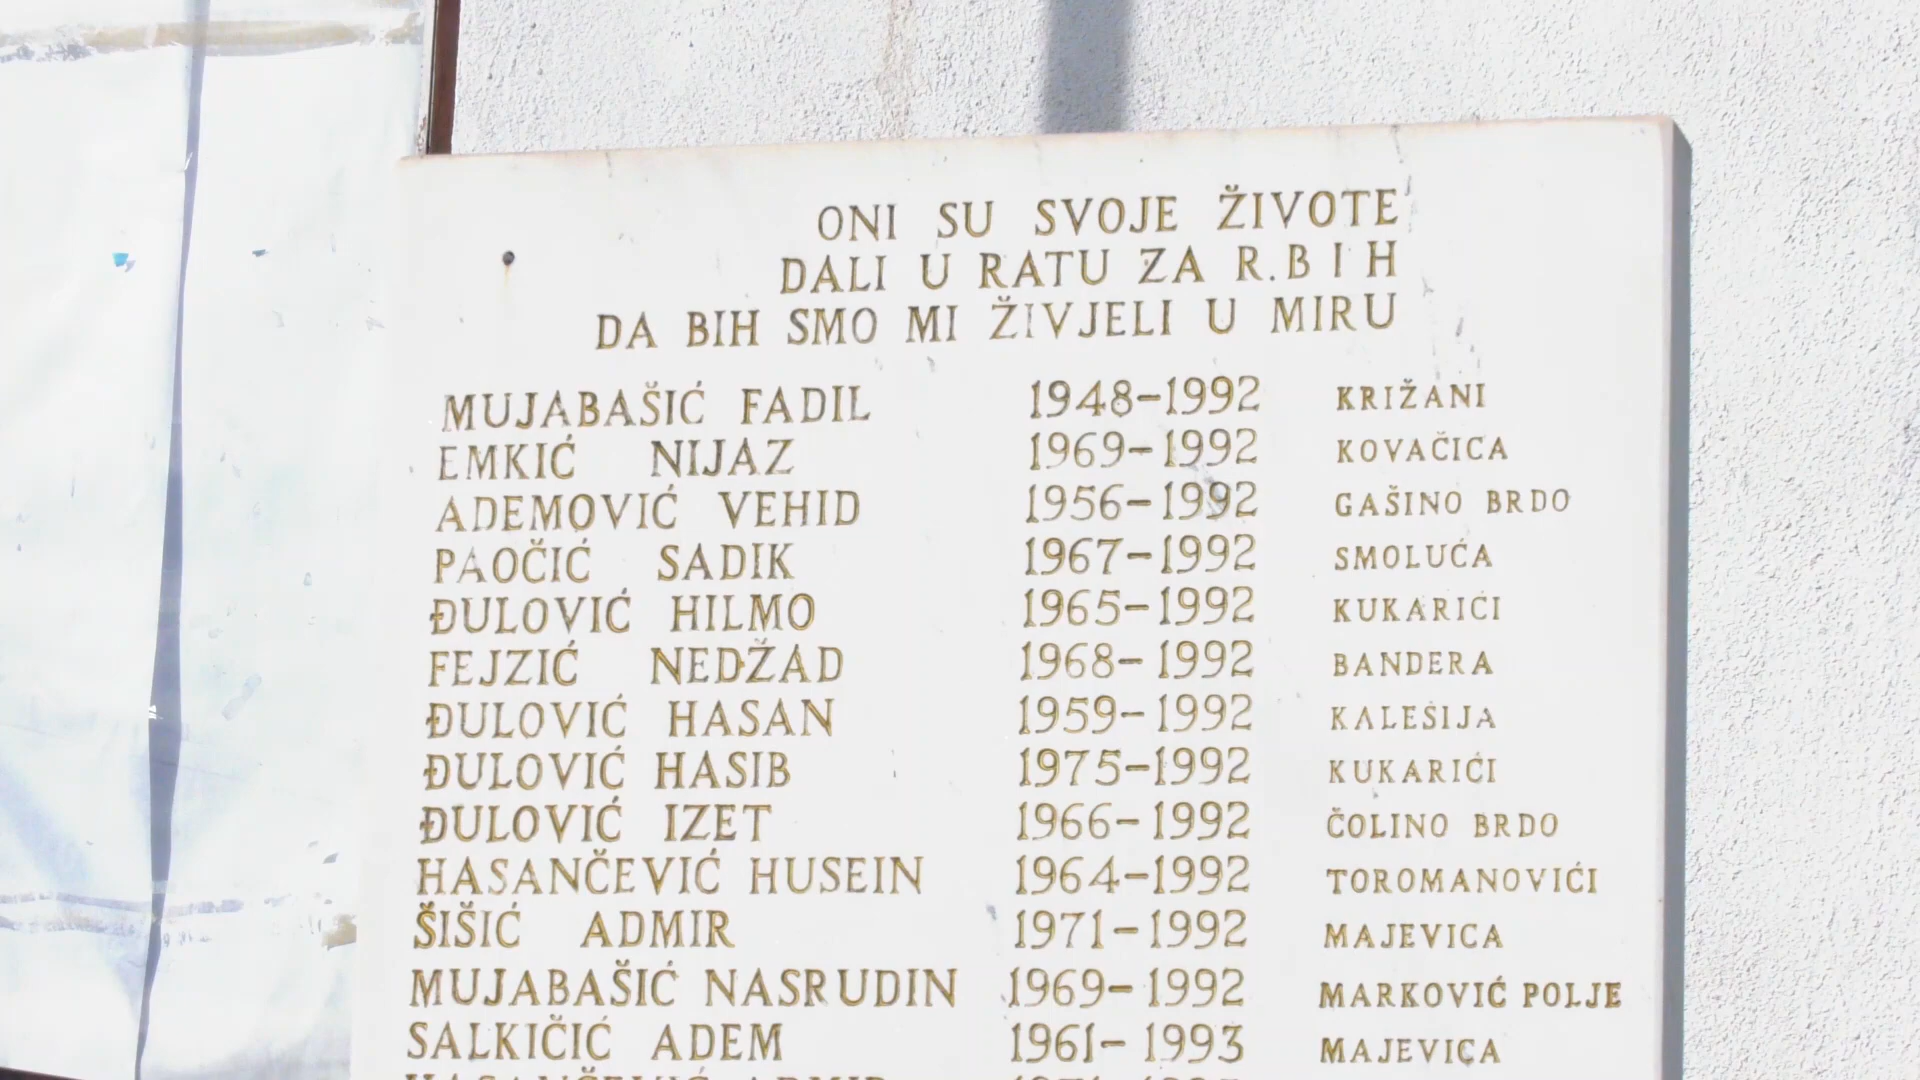 ONI SU SVOJE ŽIVOTE
DALI U RATU ZA R.BIH
DA BIH SMO MI ŽIVJELI U MIRU
MUJABAŠIĆ FADIL 1948-1992 KRIŽANI
EMKIĆ NIJAZ 1969-1992 KOVAČICA
ADEMOVIĆ VEHID 1956-1992 GAŠINO BRDO
PAOČIĆ SADIK 1967-1992 SMOLUĆA
ĐULOVIĆ HILMO 1965-1992 KUKARIĆI
FEJZIĆ NEDŽAD 1968-1992 BANDERA
ĐULOVIĆ HASAN 1959-1992 KALESIJA
ĐULOVIĆ HASIB 1975-1992 KUKARIĆI
ĐULOVIĆ IZET 1966-1992 ČOLINO BRDO
HASANČEVIĆ HUSEIN 1964-1992 TOROMANOVIĆI
ŠIŠIĆ ADMIR 1971-1992 MAJEVICA
MUJABAŠIĆ NASRUDIN 1969-1992 MARKOVIĆ POLJE
SALKIČIĆ ADEM 1961-1993 MAJEVICA